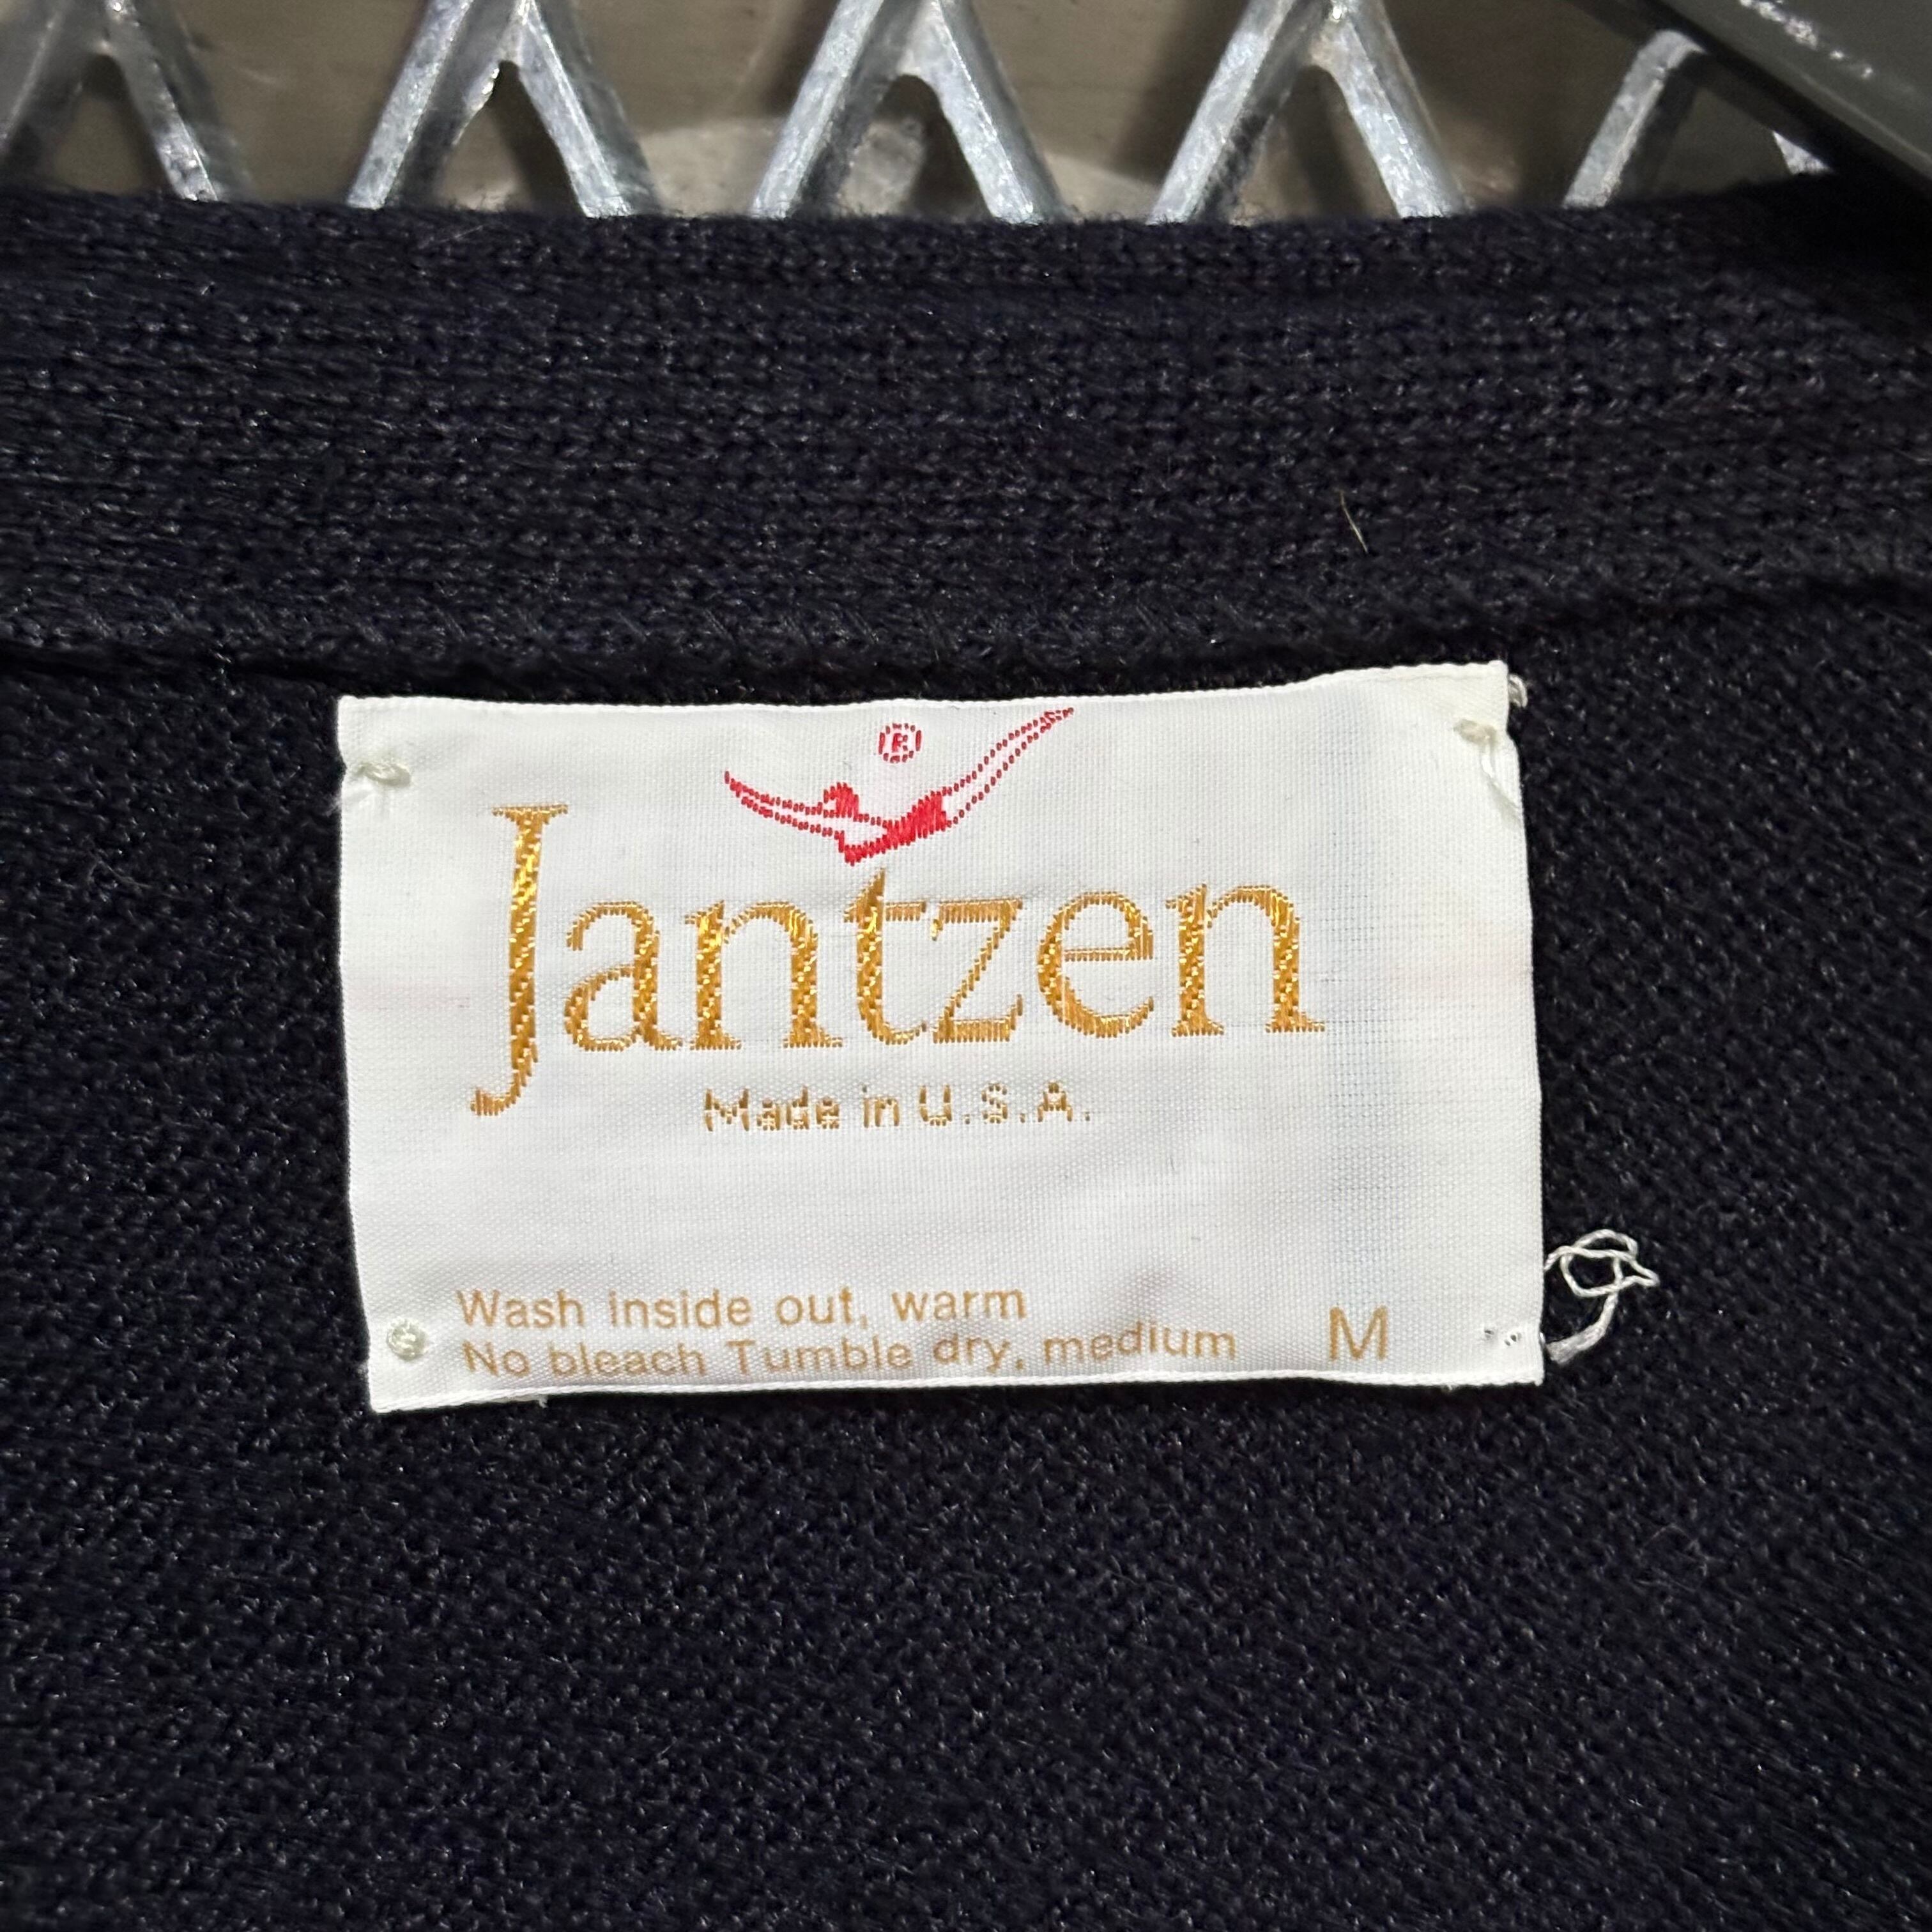 ®
Jantzen
Made in U.S.A.
Wash inside out, warm
No bleach Tumble dry, medium M